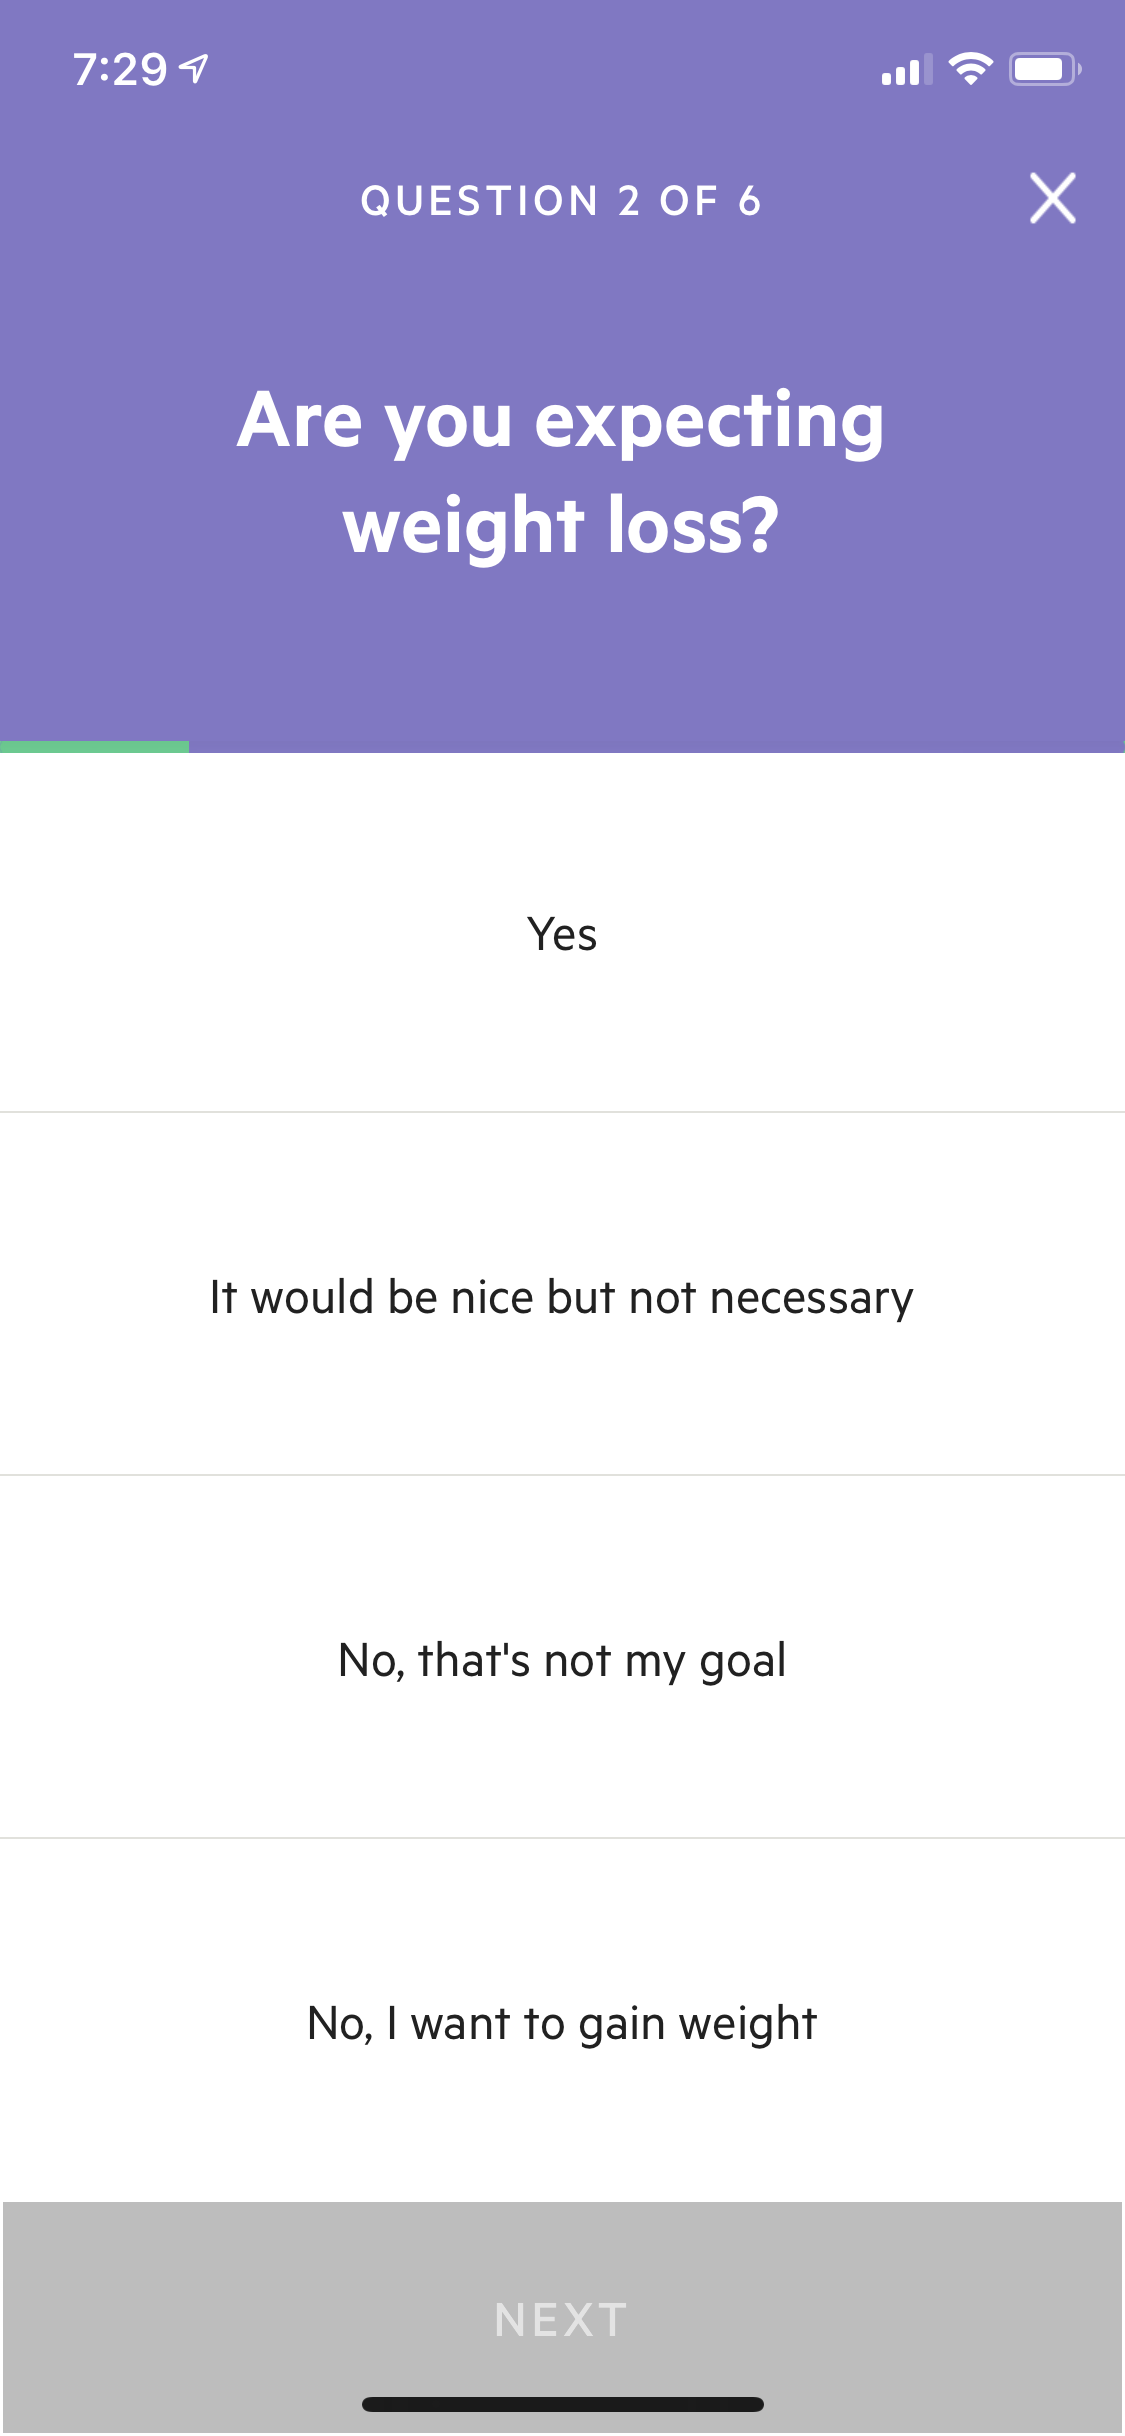 7:29
QUESTION 2 OF 6
Are you expecting
weight loss?
Yes
It would be nice but not necessary
No, that's not my goal
No, I want to gain weight
NEXT